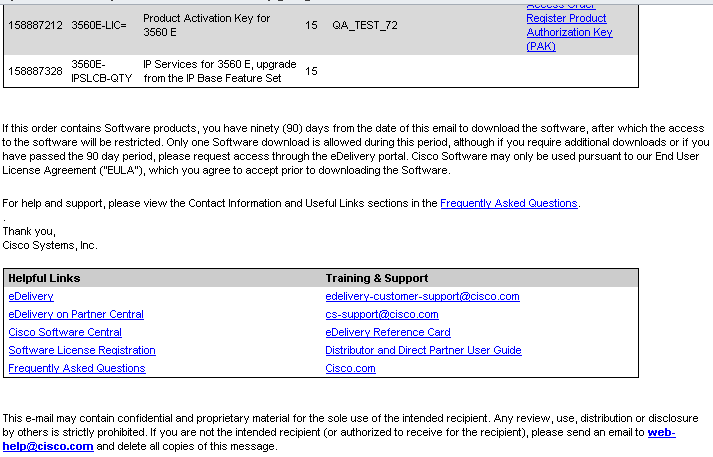 Access Order
Register Product
158887212 3560E-LIC= Product Activation Key for 15 QA_TEST_72 Authorization Key
3560 E (PAK)
158887328 3560E- IP Services for 3560 E, upgrade 15
IPSLCB-QTY from the IP Base Feature Set
If this order contains Software products, you have ninety (90) days from the date of this email to download the software, after which the access
to the software will be restricted. Only one Software download is allowed during this period, although if you require additional downloads or if you
have passed the 90 day period, please request access through the eDelivery portal. Cisco Software may only be used pursuant to our End User
License Agreement ("EULA"), which you agree to accept prior to downloading the Software.
For help and support, please view the Contact Information and Useful Links sections in the Frequently Asked Questions.
.
Thank you,
Cisco Systems, Inc.
Helpful Links Training & Support
eDelivery edelivery-customer-support@cisco.com
eDelivery on Partner Central cs-support@cisco.com
Cisco Software Central eDelivery Reference Card
Software License Registration Distributor and Direct Partner User Guide
Frequently Asked Questions Cisco.com
This e-mail may contain confidential and proprietary material for the sole use of the intended recipient. Any review, use, distribution or disclosure
by others is strictly prohibited. If you are not the intended recipient (or authorized to receive for the recipient), please send an email to web-
help@cisco.com and delete all copies of this message.